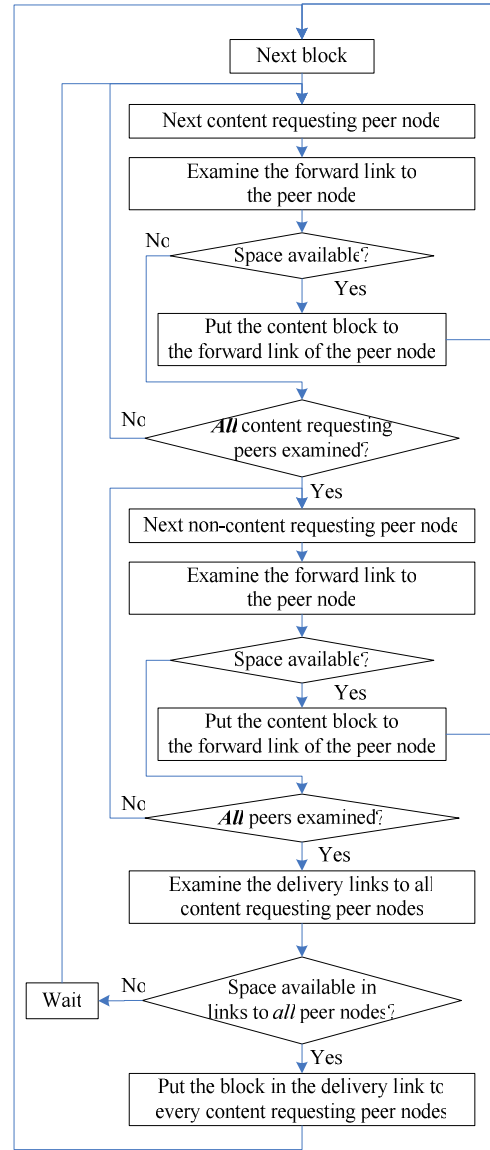 Next block
Next content requesting peer node
Examine the forward link to
the peer node
No
Space available?
Yes
Put the content block to
the forward link of the peer node
No
All content requesting
peers examined?
Yes
Next non-content requesting peer node
Examine the forward link to
the peer node
Space available?
Yes
Put the content block to
the forward link of the peer node
No
All peers examined?
Yes
Examine the delivery links to all
content requesting peer nodes
Wait
No
Space available in
links to all peer nodes?
Yes
Put the block in the delivery link to
every content requesting peer nodes